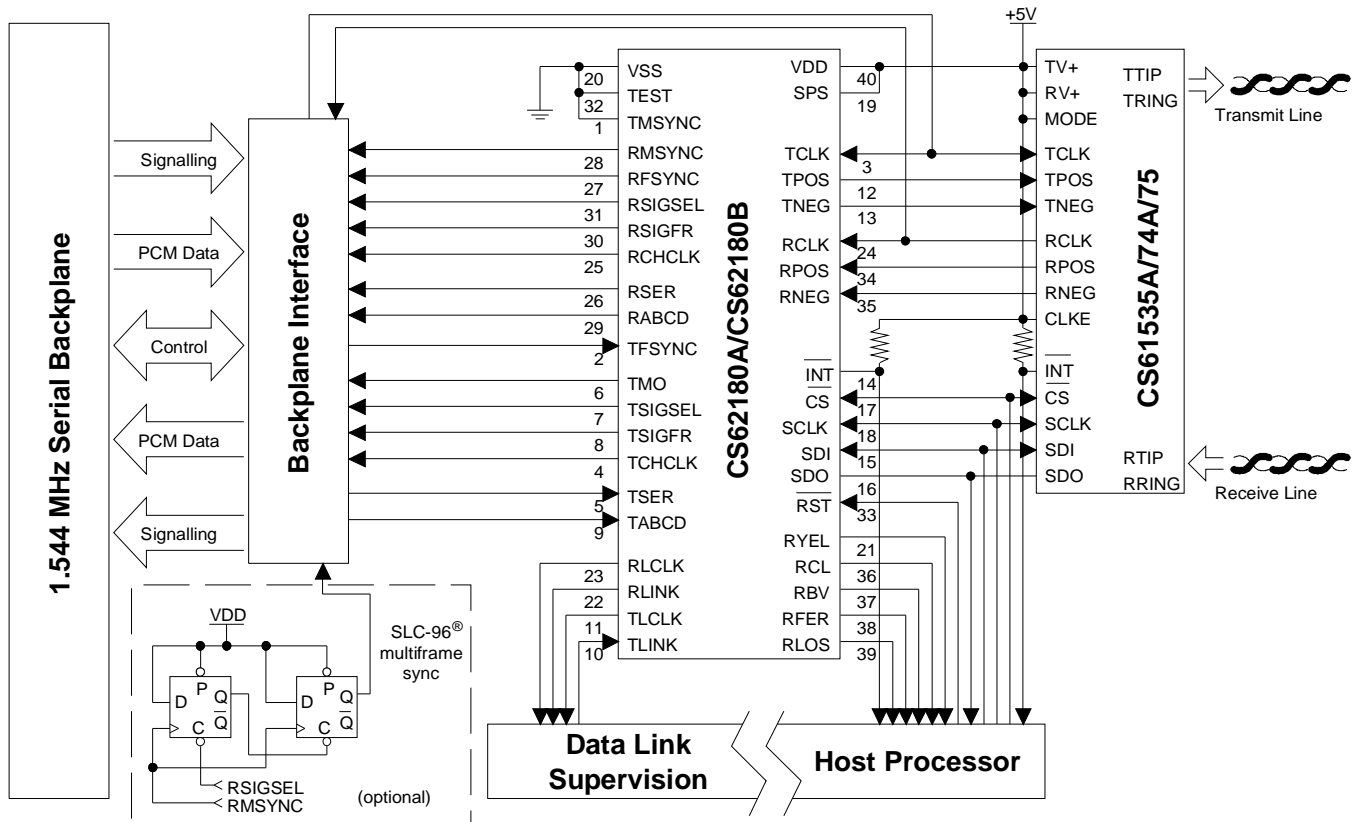 +5V
1.544 MHz Serial Backplane
Signalling
PCM Data
Control
PCM Data
Signalling
Backplane Interface
CS62180A/CS62180B
20 VSS
32 TEST
1 TMSYNC
28 RMSYNC
27 RFSYNC
31 RSIGSEL
30 RSIGFR
25 RCHCLK
26 RSER
29 RABCD
2 TFSYNC
6 TMO
7 TSIGSEL
8 TSIGFR
4 TCHCLK
5 TSER
9 TABCD
23 RLCLK
22 RLINK
11 TLCLK
10 TLINK
VDD 40
SPS 19
TCLK 3
TPOS 12
TNEG 13
RCLK 24
RPOS 34
RNEG 35
INT 14
CS 17
SCLK 18
SDI 15
SDO 16
RST 33
RYEL 21
RCL 36
RBV 37
RFER 38
RLOS 39
CS61535A/74A/75
TV+
RV+
MODE
TCLK
TPOS
TNEG
RCLK
RPOS
RNEG
CLKE
INT
CS
SCLK
SDI
SDO
TTIP
TRING
RTIP
RRING
Transmit Line
Receive Line
VDD
SLC-96®
multiframe
sync
P
D Q
Q
C
P
D Q
Q
C
RSIGSEL
RMSYNC
(optional)
Data Link
Supervision
Host Processor